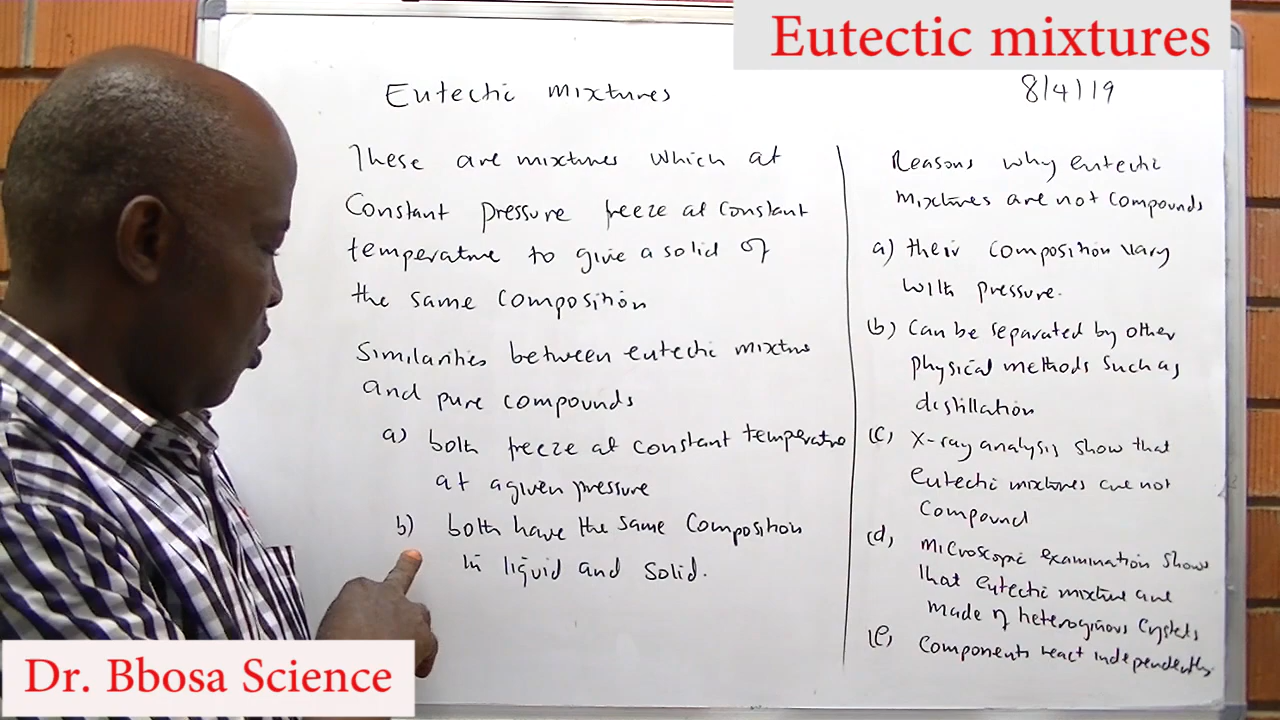 Eutectic mixtures
Eutectic mixtures
8/4/19
These are mixtures which at
Constant pressure freeze at constant
temperature to give a solid of
the same composition
Similarities between eutectic mixture
and pure compounds
a) both freeze at constant temperature
at a given pressure
b) both have the same composition
in liquid and solid.
Reasons why eutectic
mixtures are not compounds
a) their composition vary
with pressure.
(b) Can be separated by other
physical methods such as
distillation
(c) X-ray analysis show that
eutectic mixtures are not
compound
(d) microscopic examination shows
that eutectic mixture are
made of heteroginous crystals
(e) components react independently.
Dr. Bbosa Science